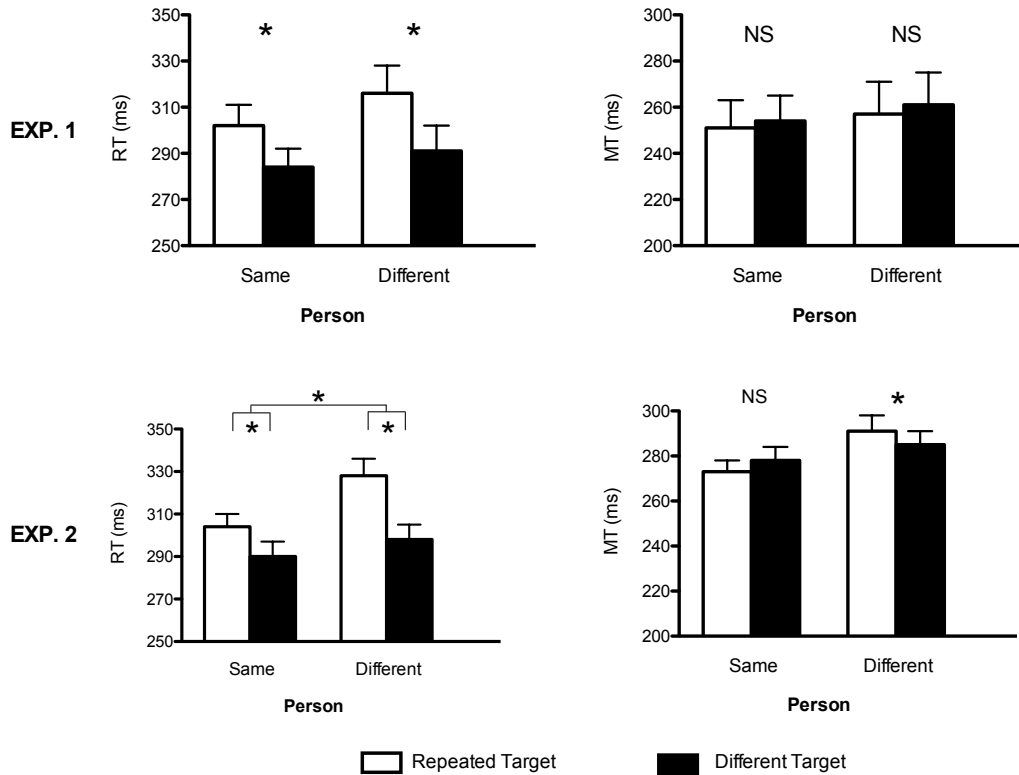 EXP. 1
RT (ms)
350
330
310
290
270
250
*
*
Same
Different
Person
MT (ms)
300
280
260
240
220
200
NS
NS
Same
Different
Person
EXP. 2
RT (ms)
350
330
310
290
270
250
*
*
*
Same
Different
Person
MT (ms)
300
280
260
240
220
200
NS
*
Same
Different
Person
Repeated Target
Different Target